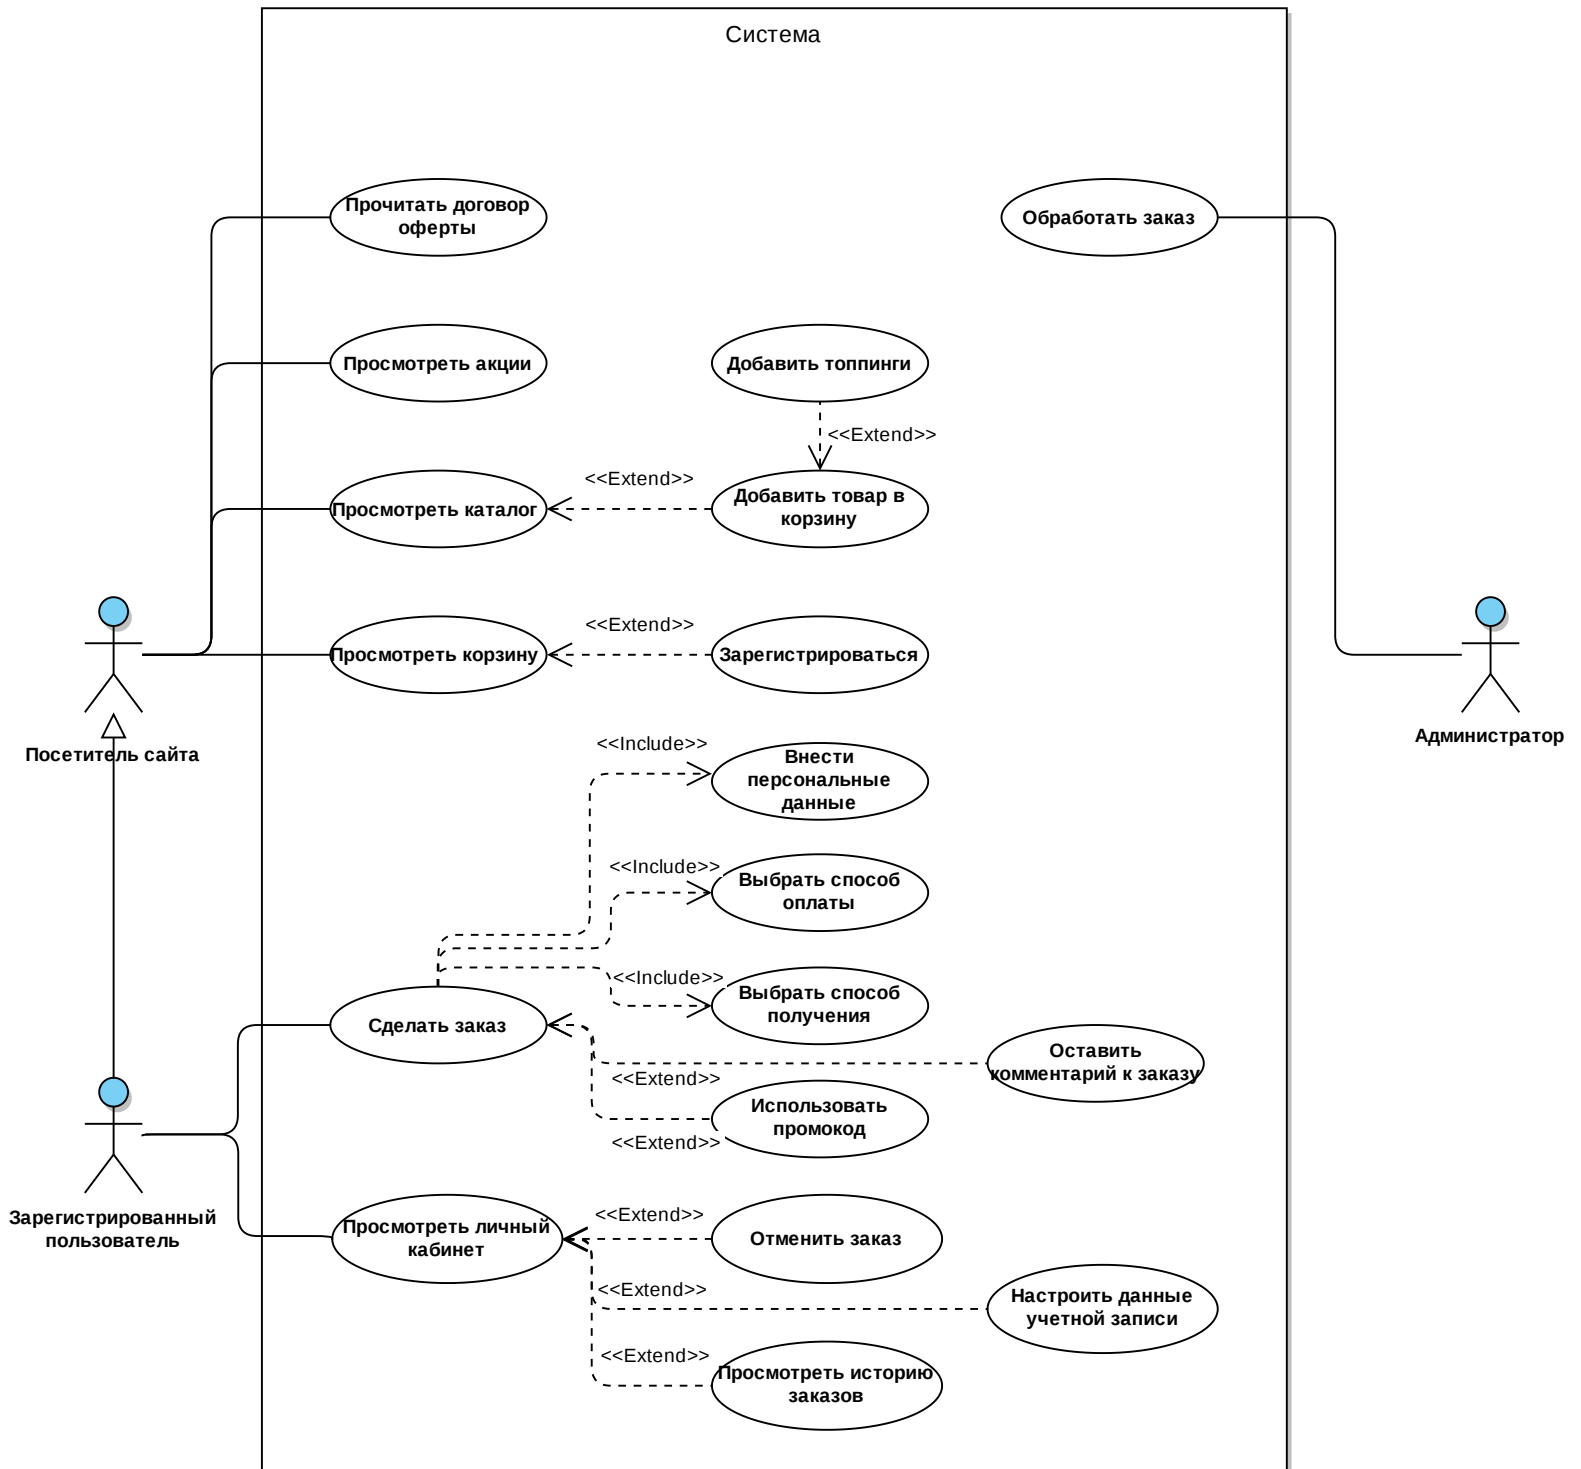 Система
Прочитать договор
оферты
Обработать заказ
Просмотреть акции
Добавить топпинги
<<Extend>>
<<Extend>>
Просмотреть каталог
Добавить товар в
корзину
<<Extend>>
Просмотреть корзину
Зарегистрироваться
Посетитель сайта
Администратор
<<Include>>
Внести
персональные
данные
<<Include>>
Выбрать способ
оплаты
<<Include>>
Выбрать способ
получения
Сделать заказ
Оставить
комментарий к заказу
<<Extend>>
Использовать
промокод
<<Extend>>
Зарегистрированный
пользователь
Просмотреть личный
кабинет
<<Extend>>
Отменить заказ
<<Extend>>
Настроить данные
учетной записи
<<Extend>>
Просмотреть историю
заказов